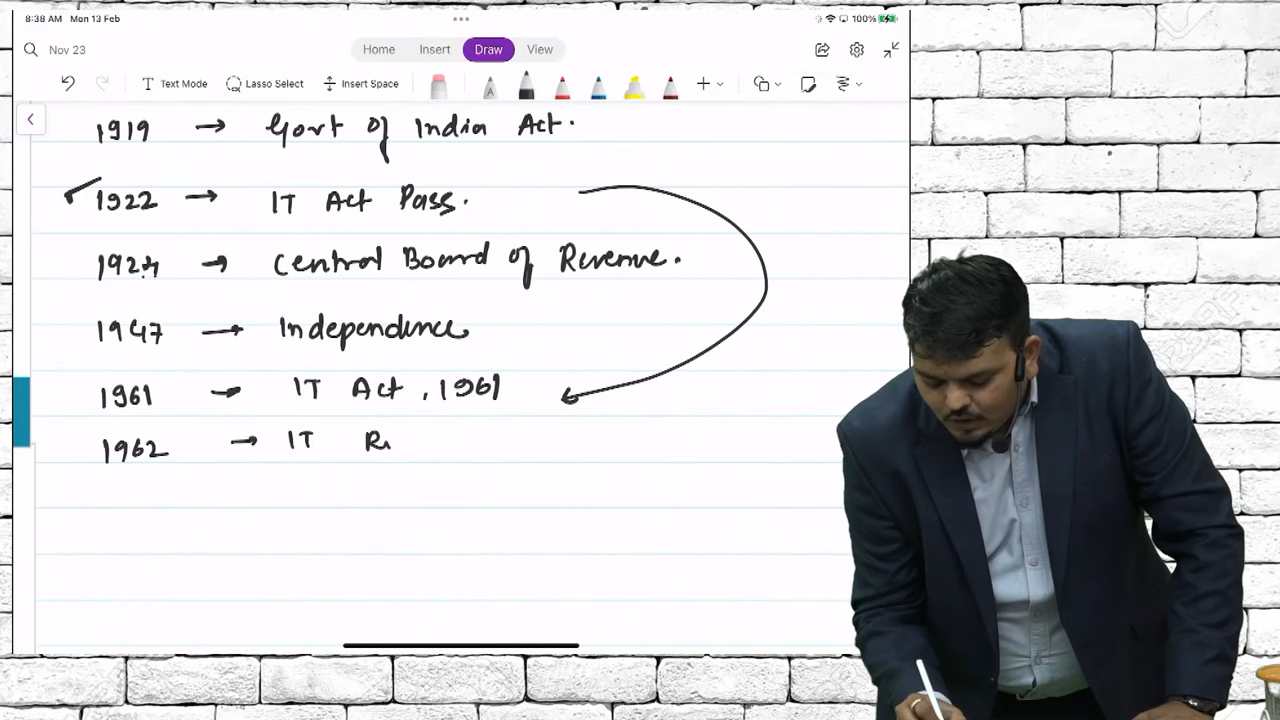 8:38 AM Mon 13 Feb
100%
Nov 23
Home Insert Draw View
Text Mode Lasso Select Insert Space
1919 → Govt of India Act.
1922 → IT Act Pass.
1924 → Central Board of Revenue.
1947 → Independence
1961 → IT Act, 1961
1962 → IT R